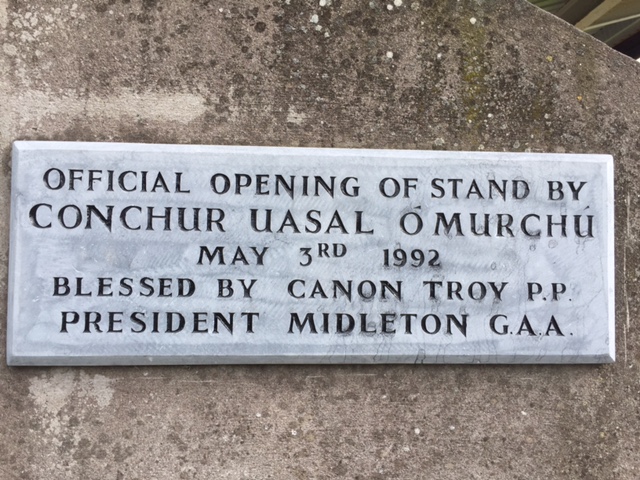 OFFICIAL OPENING OF STAND BY
CONCHUR UASAL Ó MURCHÚ
MAY 3RD 1992
BLESSED BY CANON TROY P.P.
PRESIDENT MIDLETON G.A.A.